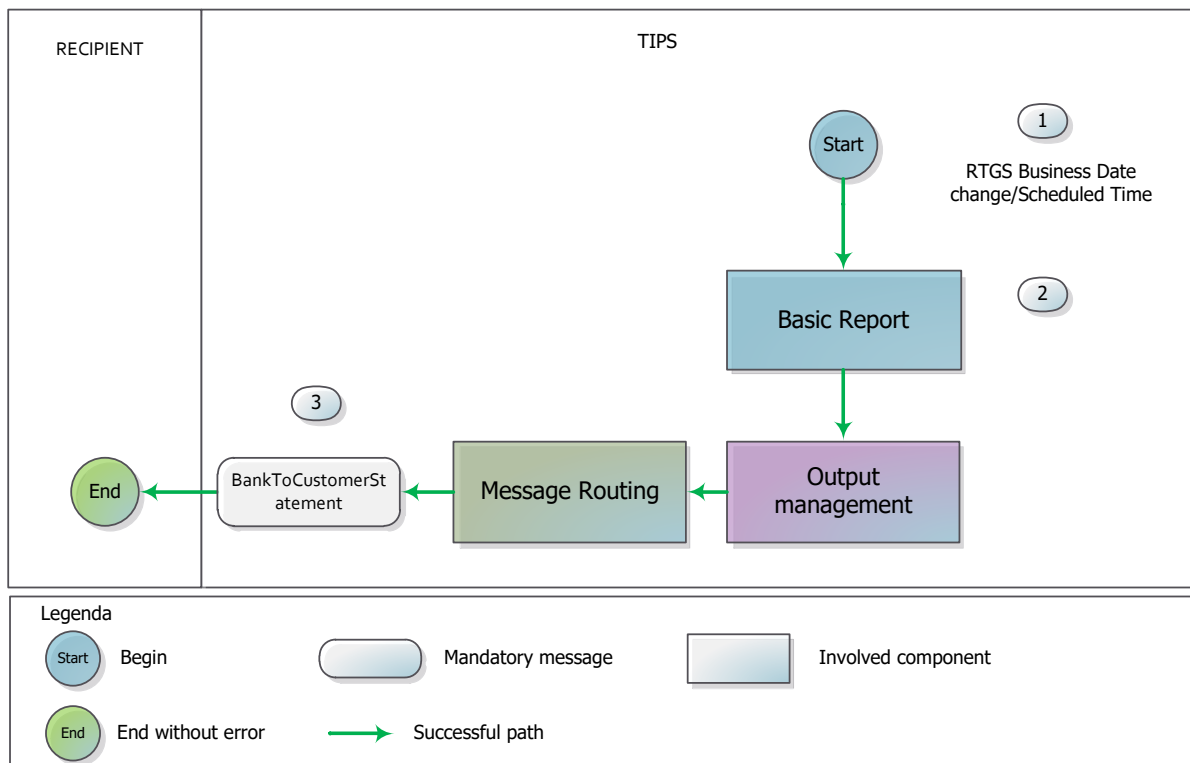 RECIPIENT
TIPS
Start
1
RTGS Business Date
change/Scheduled Time
Basic Report
2
3
End
BankToCustomerSt
atement
Message Routing
Output
management
Legenda
Start
Begin
Mandatory message
Involved component
End
End without error
Successful path